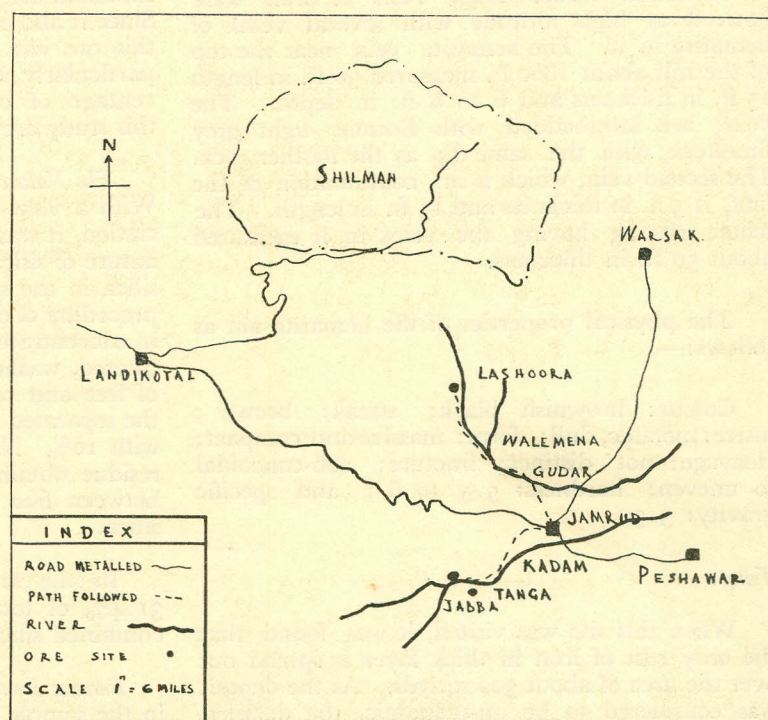 N
SHILMAN
WARSAK
LANDIKOTAL
LASHOORA
WALEMENA
GUDAR
JAMRUD
KADAM
PESHAWAR
TANGA
JABBA
INDEX
ROAD METALLED
PATH FOLLOWED
RIVER
ORE SITE
SCALE 1" = 6 MILES